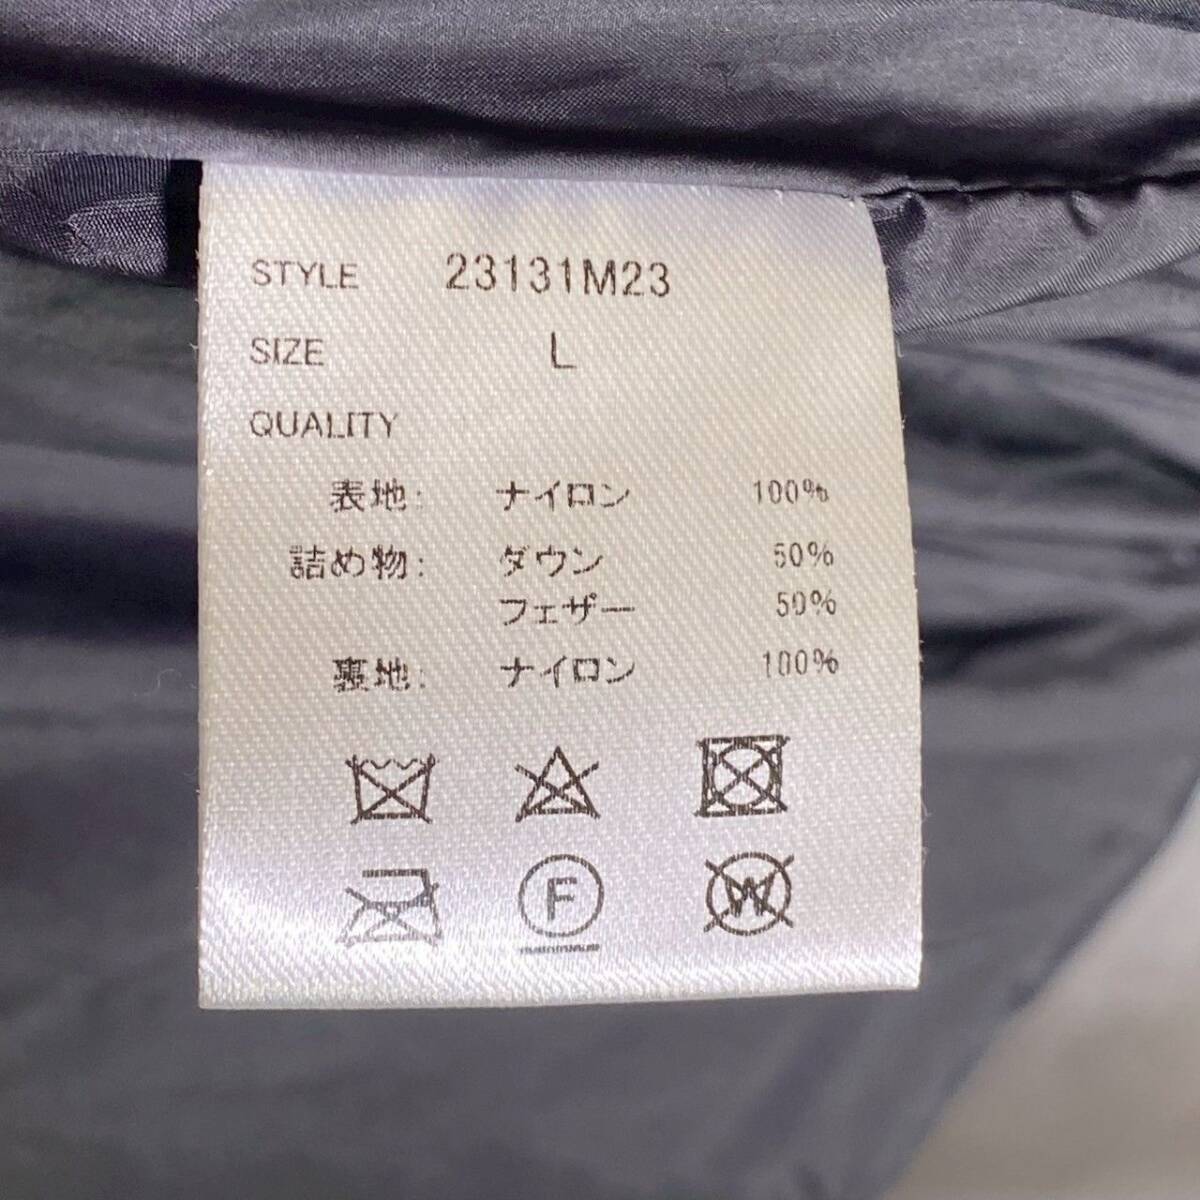 STYLE 23131M23
SIZE L
QUALITY
表地: ナイロン 100%
詰め物: ダウン 50%
フェザー 50%
裏地: ナイロン 100%
F
W